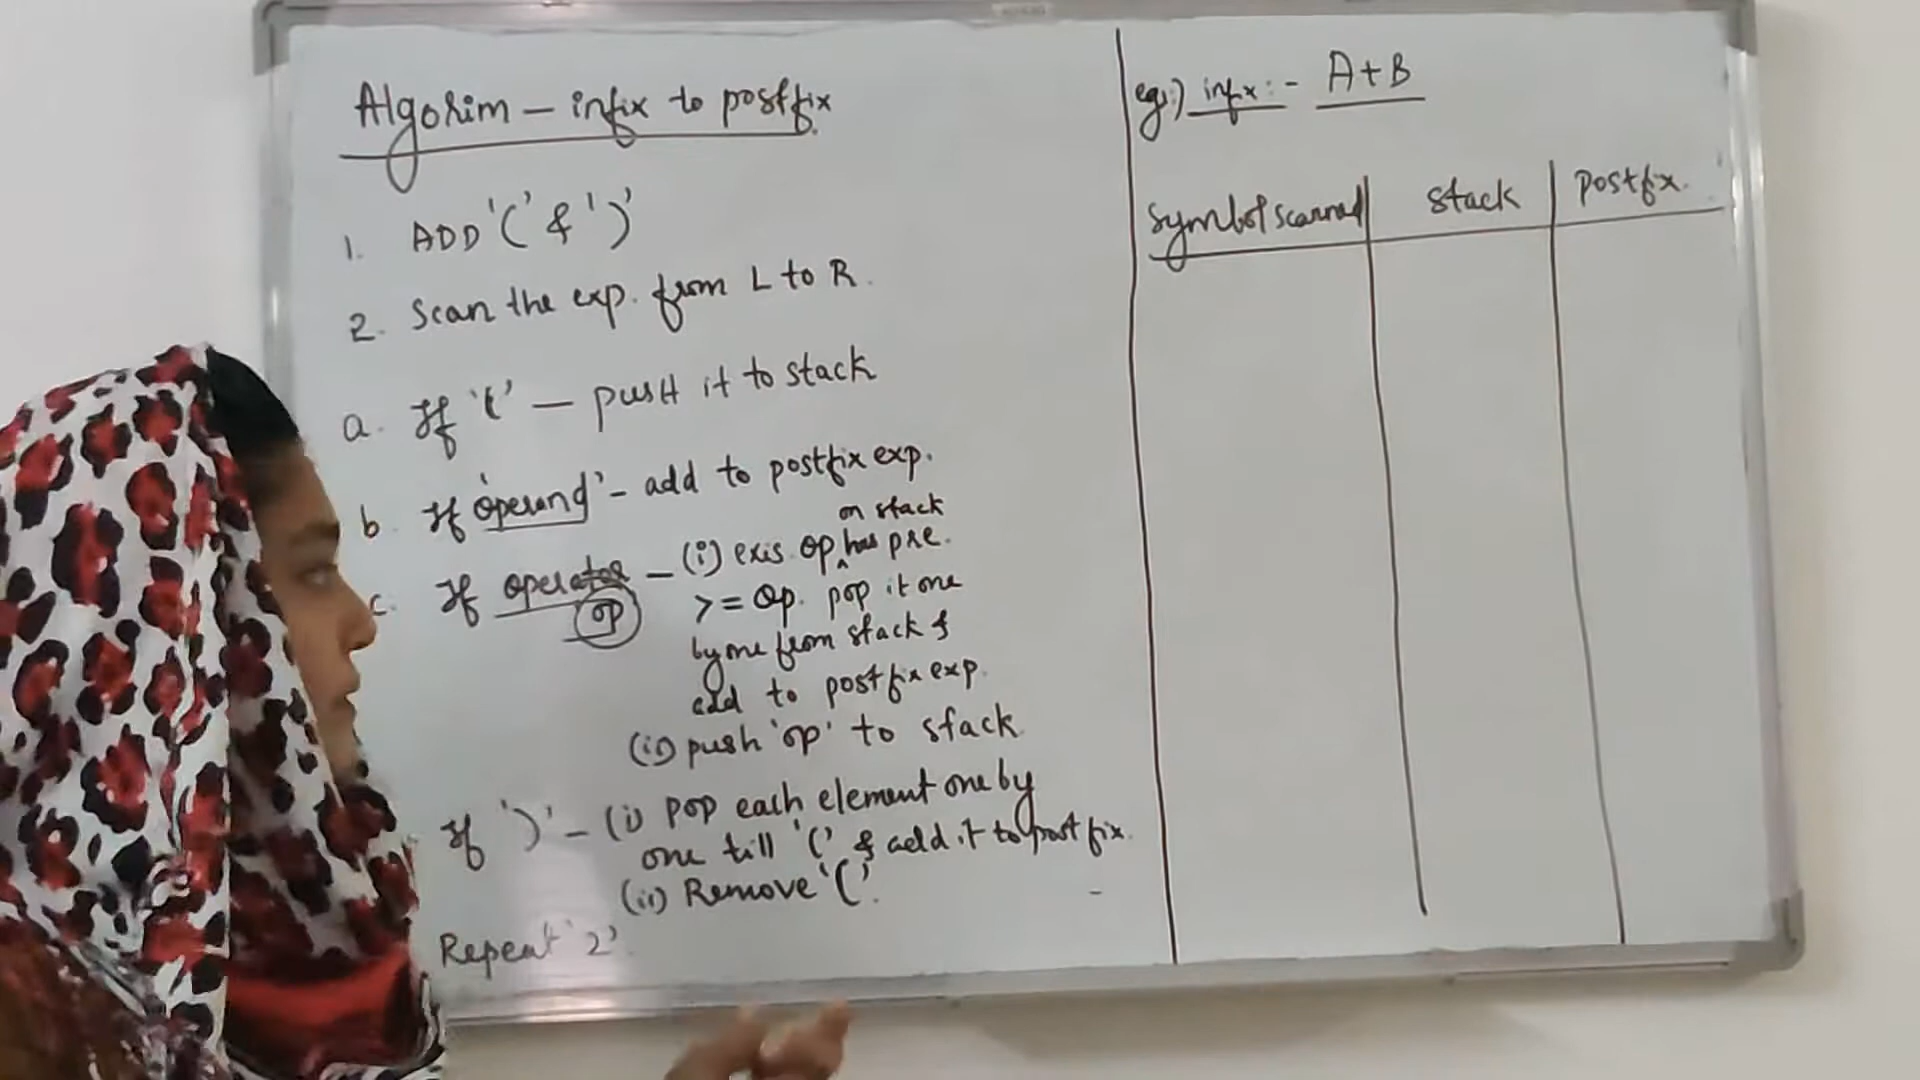 Algorim - infix to postfix
1. ADD '(' & ')'
2. Scan the exp. from L to R.
a. If '(' — push it to stack
b. If 'operand' - add to postfix exp.
on stack
c. If operator — (i) exis. op has pre.
op
>= op. pop it one
by one from stack &
add to postfix exp.
(ii) push 'op' to stack
If ')' - (i) pop each element one by
one till '(' & add it to post fix.
(ii) Remove '('.
Repeat '2'.
eg:) infx :- A+B
Symbol scanned stack postfix.